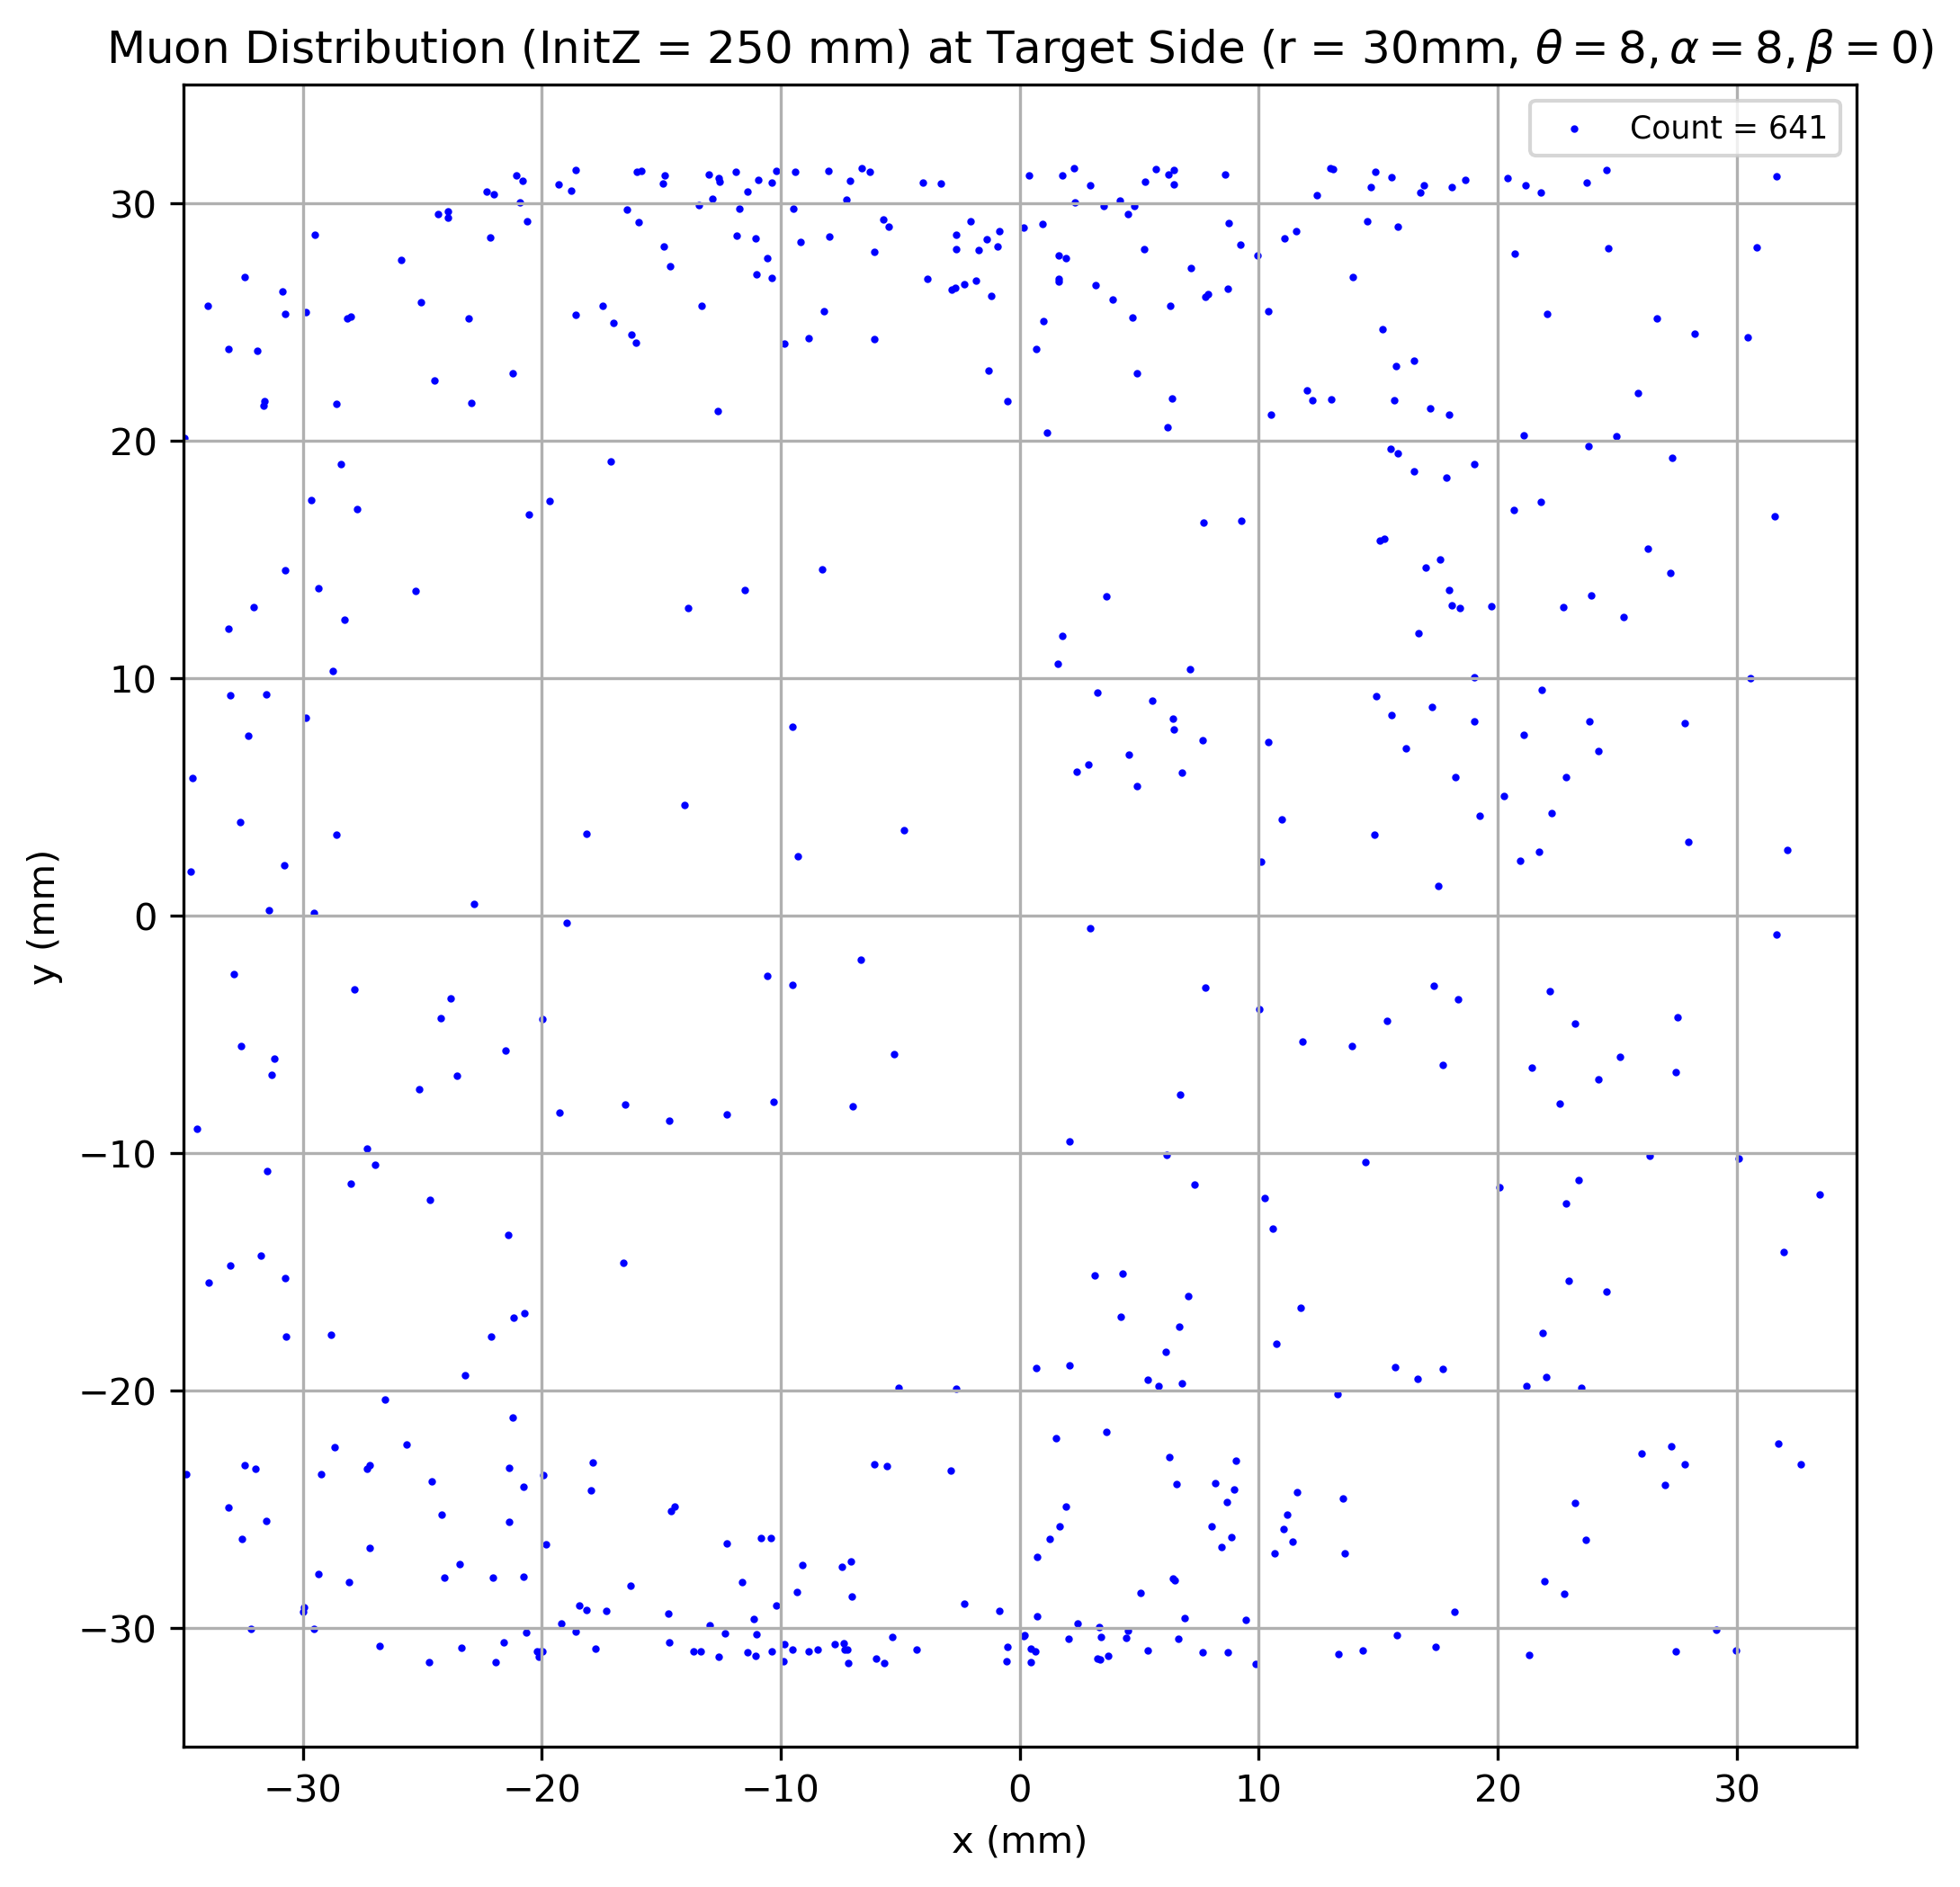 Muon Distribution (InitZ = 250 mm) at Target Side (r = 30mm, θ = 8, α = 8, β = 0)
Count = 641
30
20
10
0
−10
−20
−30
y (mm)
−30 −20 −10 0 10 20 30
x (mm)